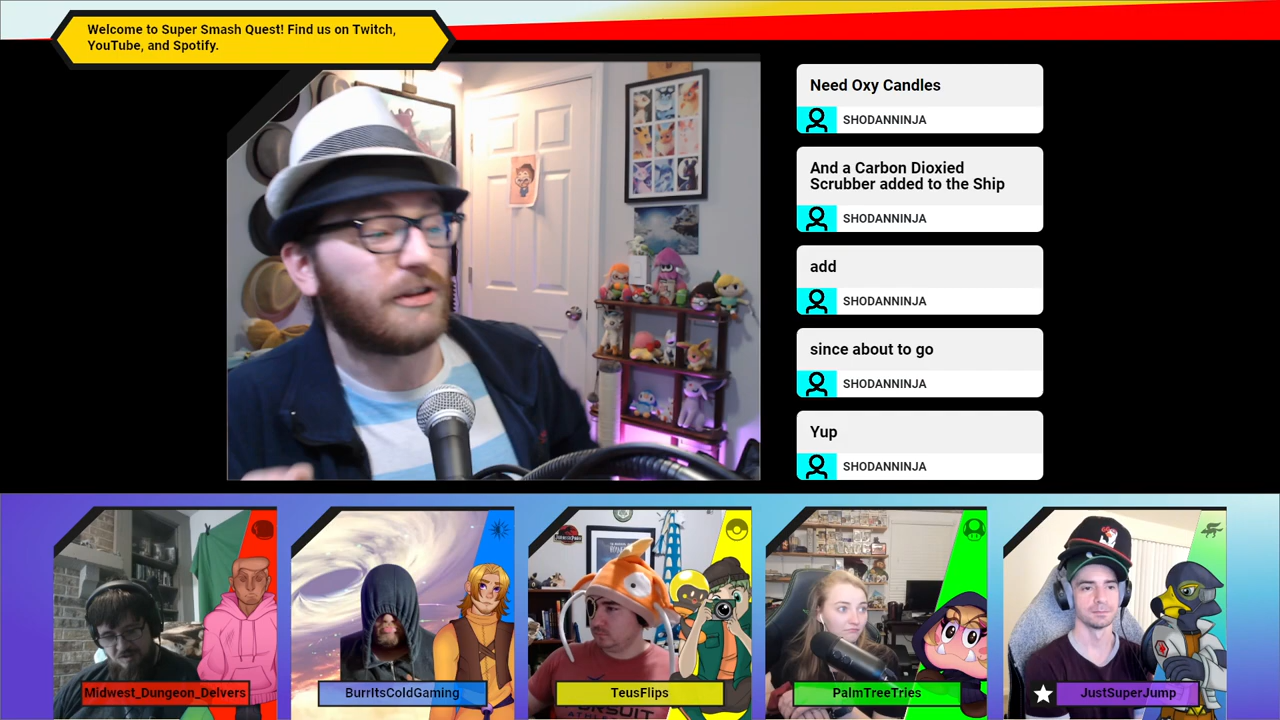 Welcome to Super Smash Quest! Find us on Twitch,
YouTube, and Spotify.
Need Oxy Candles
SHODANNINJA
And a Carbon Dioxied
Scrubber added to the Ship
SHODANNINJA
add
SHODANNINJA
since about to go
SHODANNINJA
Yup
SHODANNINJA
Midwest_Dungeon_Delvers
BurrItsColdGaming
TeusFlips
PalmTreeTries
JustSuperJump